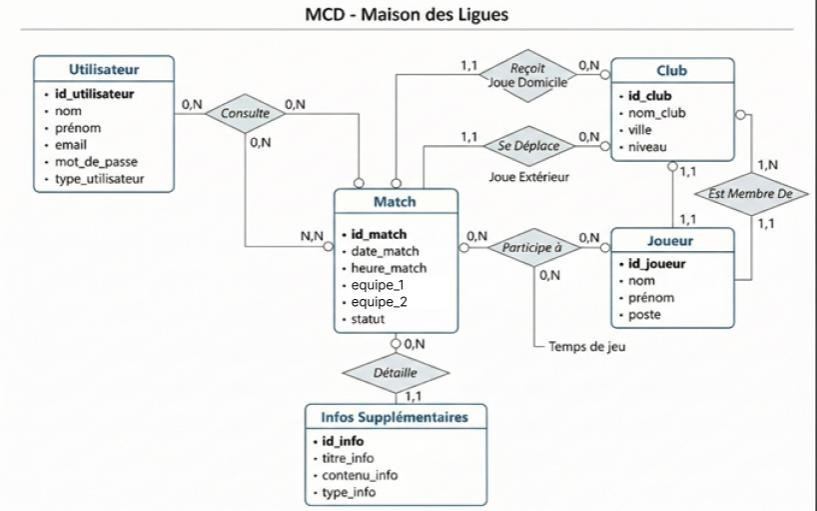 MCD - Maison des Ligues
Utilisateur
• id_utilisateur
• nom
• prénom
• email
• mot_de_passe
• type_utilisateur
0,N
Consulte
0,N
0,N
N,N
1,1
Reçoit
Joue Domicile
0,N
1,1
Se Déplace
0,N
Joue Extérieur
Club
• id_club
• nom_club
• ville
• niveau
1,1
1,1
1,N
Est Membre De
1,1
Match
• id_match
• date_match
• heure_match
• equipe_1
• equipe_2
• statut
0,N
Participe à
0,N
0,N
Temps de jeu
Joueur
• id_joueur
• nom
• prénom
• poste
0,N
Détaille
1,1
Infos Supplémentaires
• id_info
• titre_info
• contenu_info
• type_info